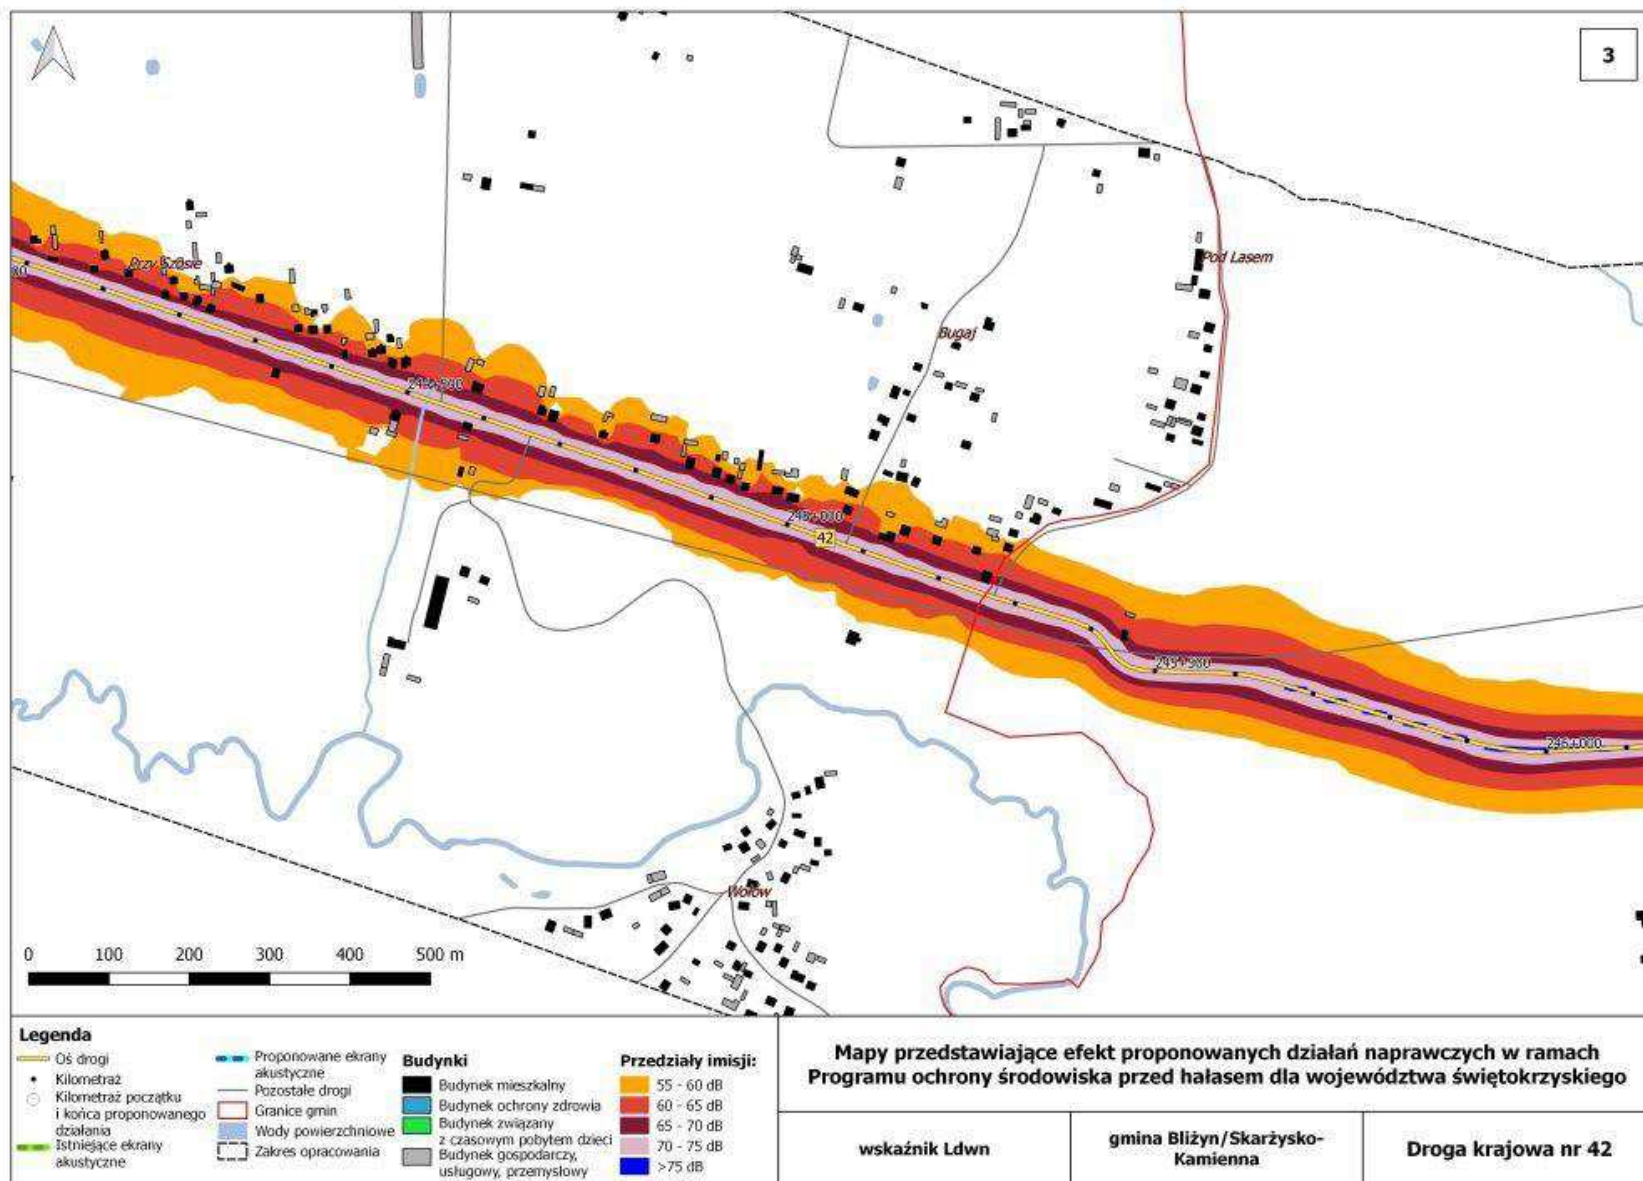 3
Przy Szosie
Pod Lasem
Bugaj
42
246+000
Wołów
0 100 200 300 400 500 m
Legenda
Oś drogi
Kilometraż
Kilometraż początku
i końca proponowanego
działania
Istniejące ekrany
akustyczne
Proponowane ekrany
akustyczne
Pozostałe drogi
Granice gmin
Wody powierzchniowe
Zakres opracowania
Budynki
Budynek mieszkalny
Budynek ochrony zdrowia
Budynek związany
z czasowym pobytem dzieci
Budynek gospodarczy,
usługowy, przemysłowy
Przedziały imisji:
55 - 60 dB
60 - 65 dB
65 - 70 dB
70 - 75 dB
>75 dB
Mapy przedstawiające efekt proponowanych działań naprawczych w ramach
Programu ochrony środowiska przed hałasem dla województwa świętokrzyskiego
wskaźnik Ldwn
gmina Bliżyn/Skarżysko-
Kamienna
Droga krajowa nr 42